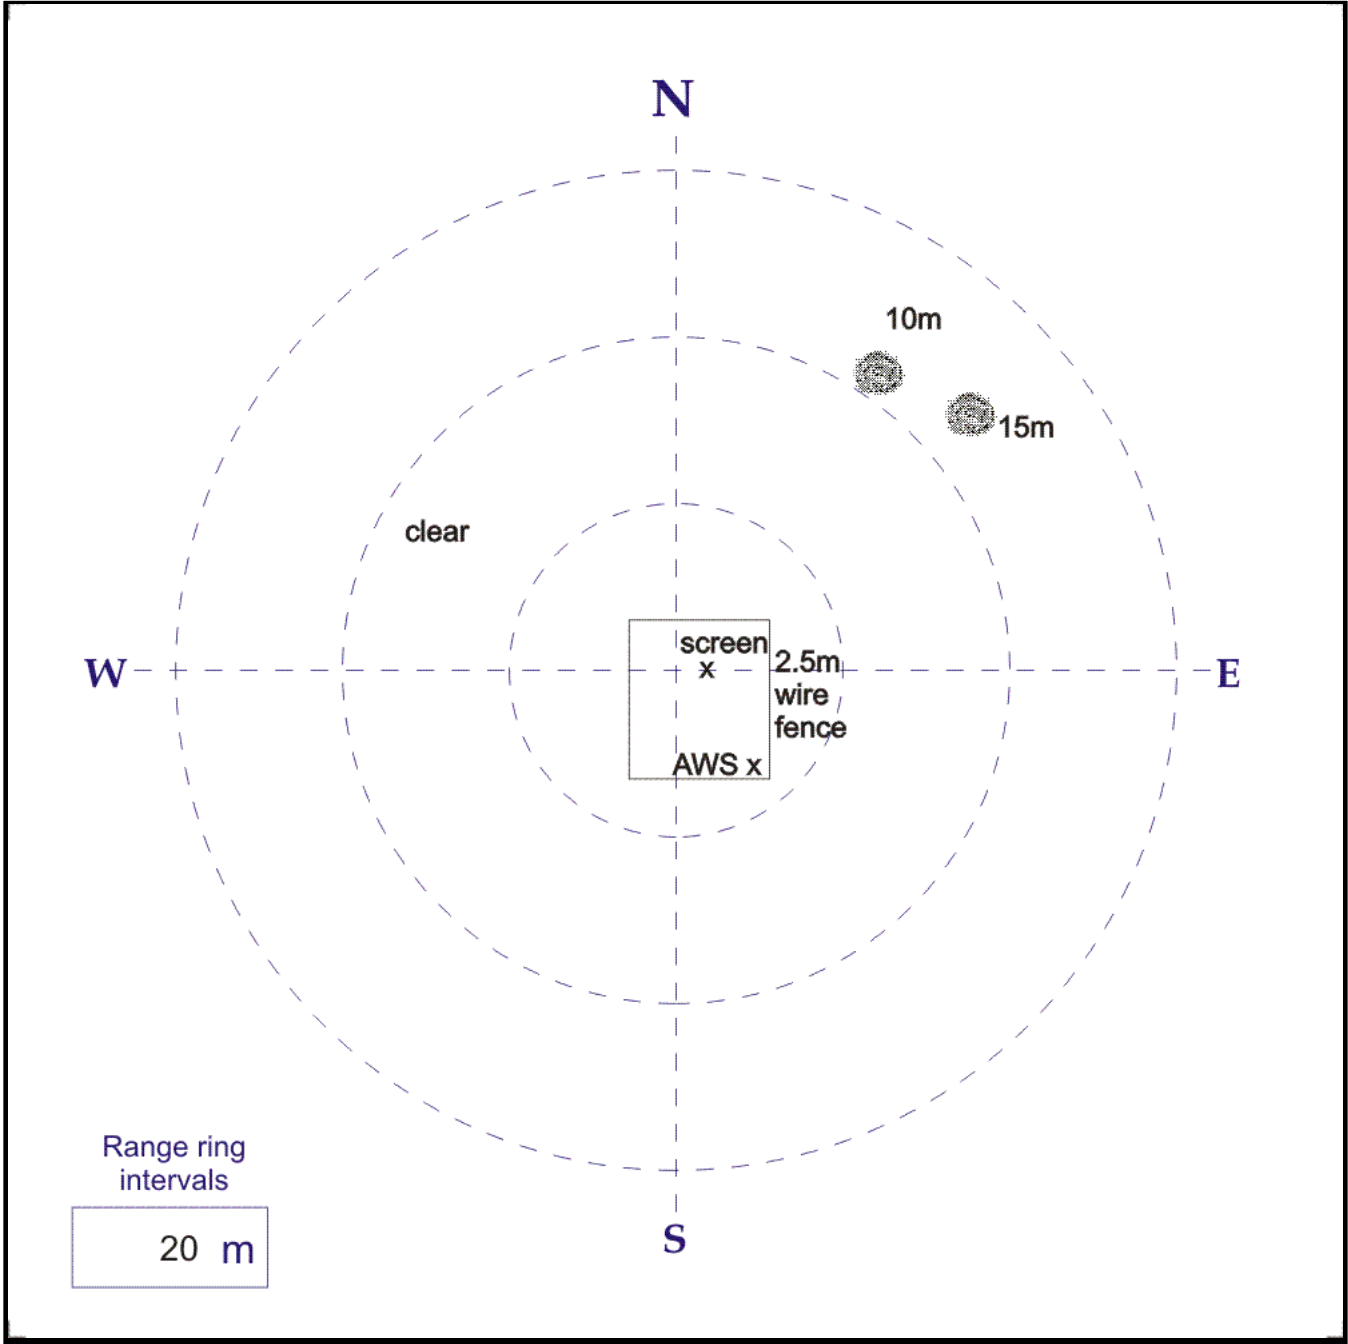 N
10m
15m
clear
screen
x
W
2.5m
wire
fence
E
AWS x
Range ring
intervals
20 m
S